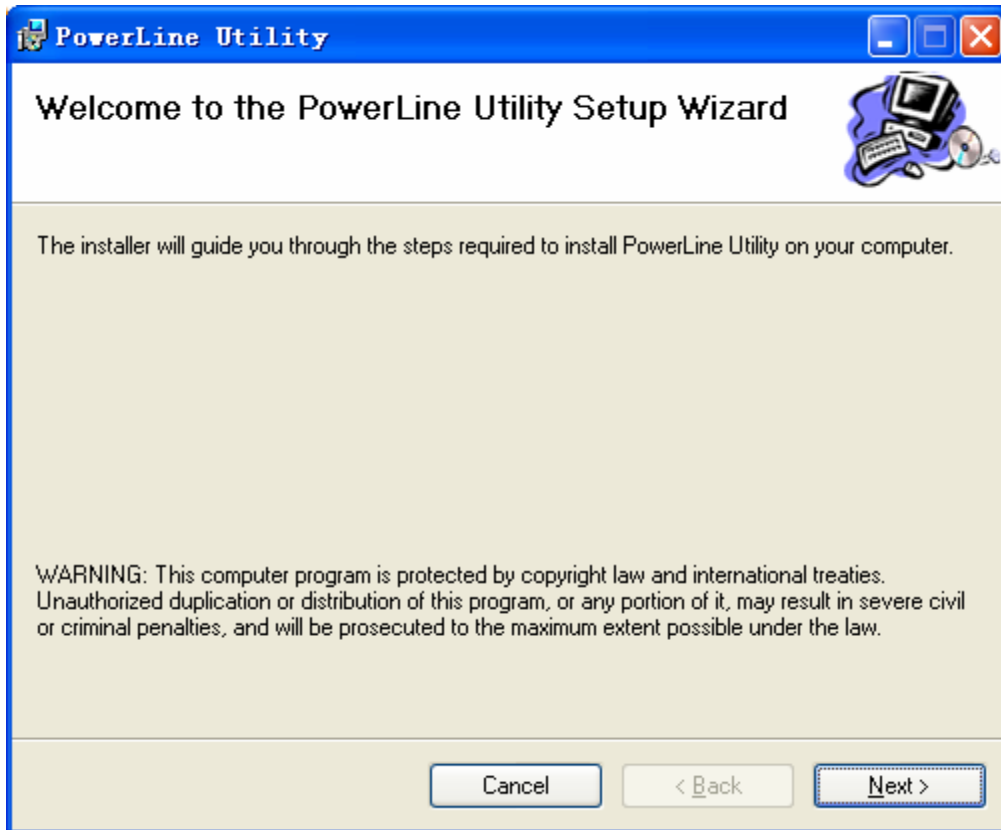 PowerLine Utility
Welcome to the PowerLine Utility Setup Wizard
The installer will guide you through the steps required to install PowerLine Utility on your computer.
WARNING: This computer program is protected by copyright law and international treaties.
Unauthorized duplication or distribution of this program, or any portion of it, may result in severe civil
or criminal penalties, and will be prosecuted to the maximum extent possible under the law.
Cancel
< Back
Next >